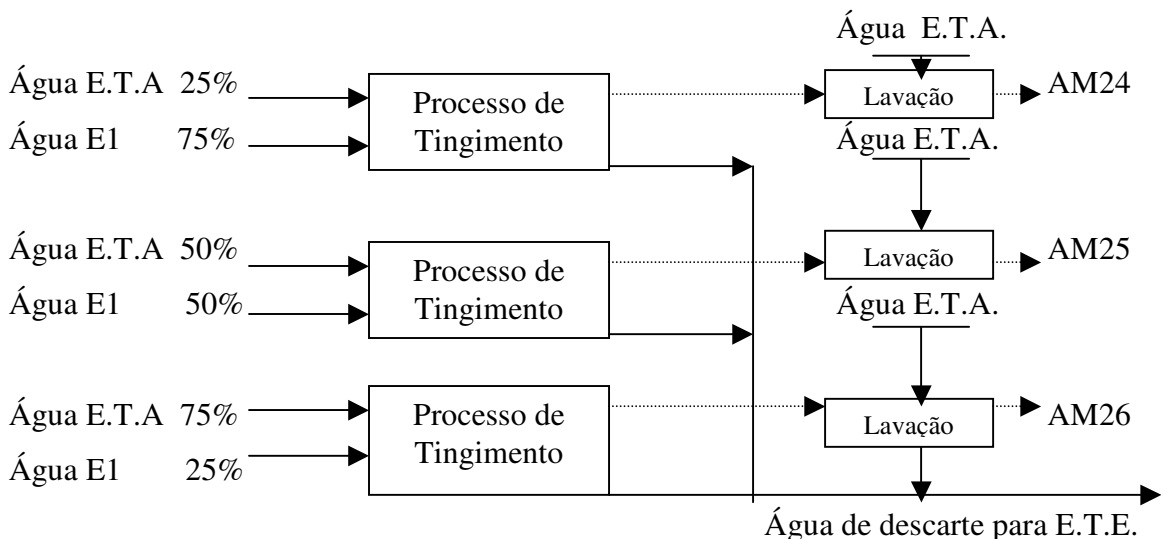 Água E.T.A.
Água E.T.A 25%
Água E1 75%
Processo de
Tingimento
Lavação
AM24
Água E.T.A.
Água E.T.A 50%
Água E1 50%
Processo de
Tingimento
Lavação
AM25
Água E.T.A.
Água E.T.A 75%
Água E1 25%
Processo de
Tingimento
Lavação
AM26
Água de descarte para E.T.E.